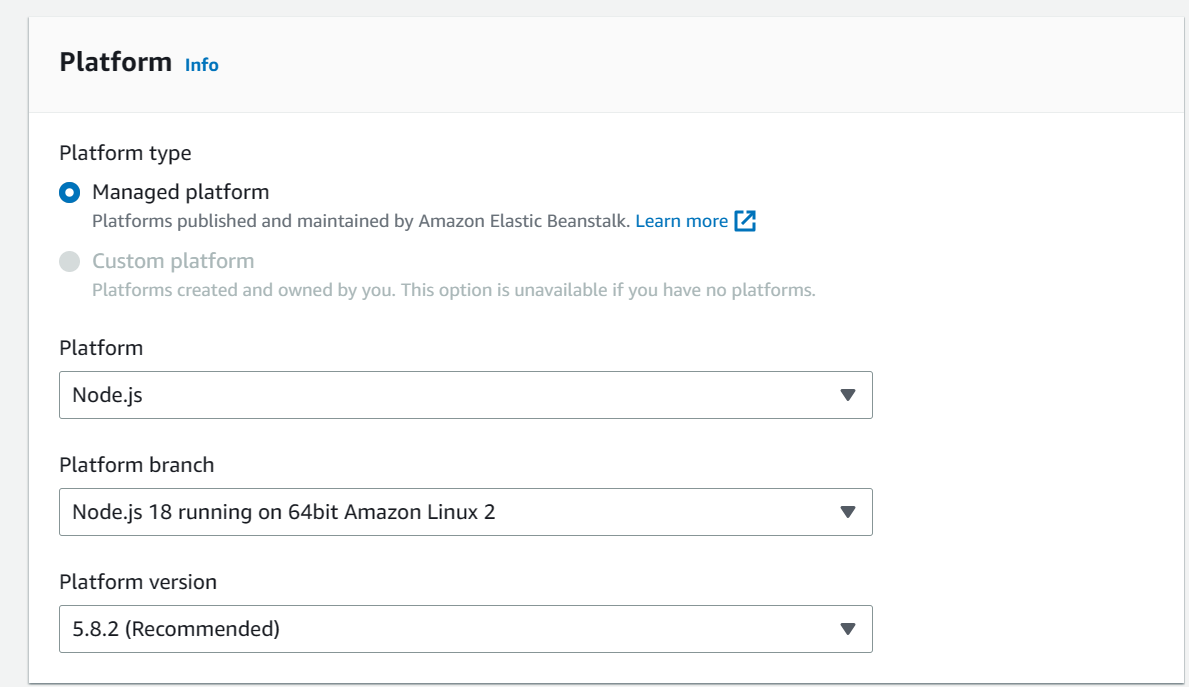 Platform Info
Platform type
Managed platform
Platforms published and maintained by Amazon Elastic Beanstalk. Learn more
Custom platform
Platforms created and owned by you. This option is unavailable if you have no platforms.
Platform
Node.js
Platform branch
Node.js 18 running on 64bit Amazon Linux 2
Platform version
5.8.2 (Recommended)